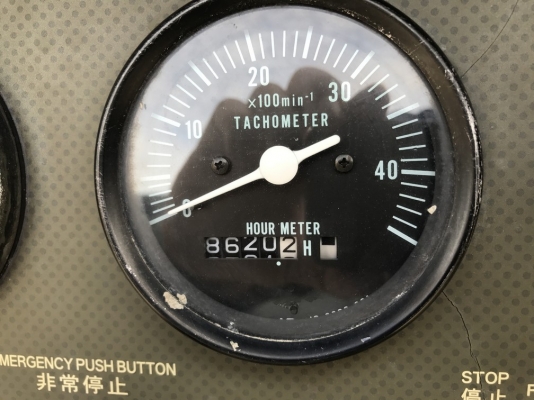 20
×100min-1
30
10
TACHOMETER
40
0
HOUR METER
86202 H
EMERGENCY PUSH BUTTON
非常停止
STOP
停止